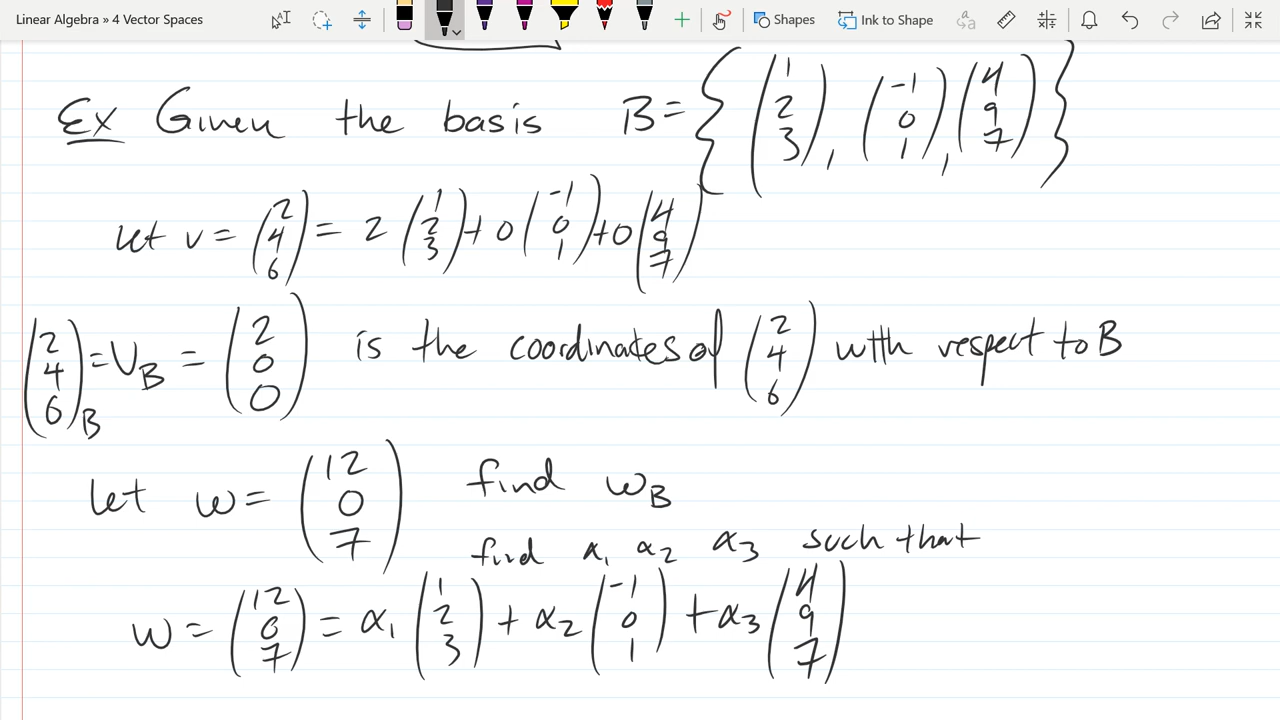 Linear Algebra » 4 Vector Spaces Shapes Ink to Shape
Ex Given the basis B = { (1 2 3), (-1 0 1), (4 9 7) }
let v = (2 4 6) = 2 (1 2 3) + 0 (-1 0 1) + 0 (4 9 7)
(2 4 6)B = VB = (2 0 0) is the coordinates of (2 4 6) with respect to B
let w = (12 0 7) find wB
find α1 α2 α3 such that
w = (12 0 7) = α1 (1 2 3) + α2 (-1 0 1) + α3 (4 9 7)